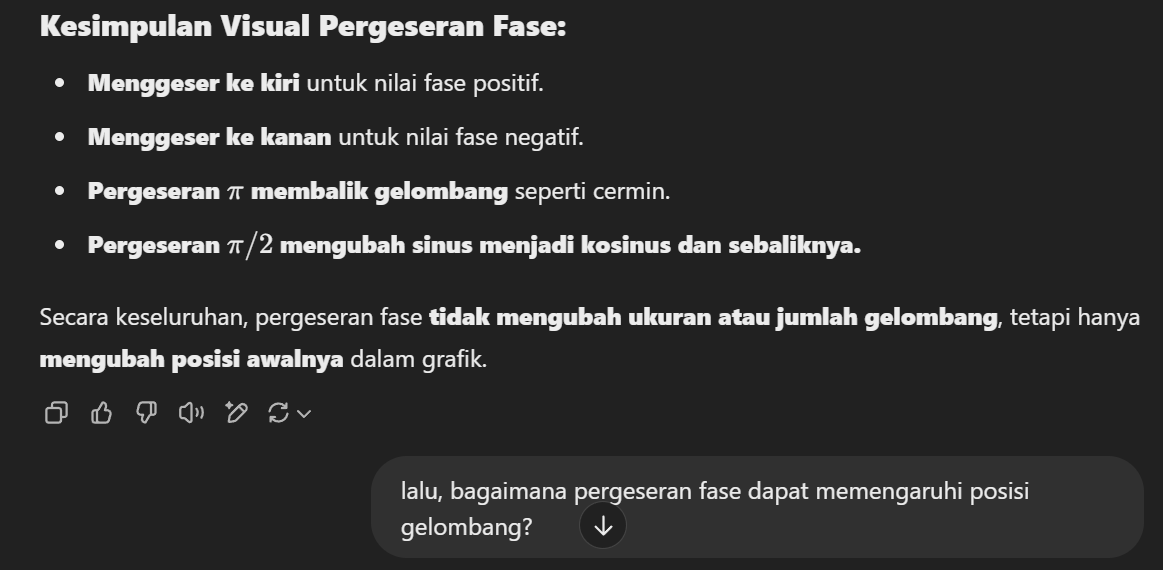 Kesimpulan Visual Pergeseran Fase:
• Menggeser ke kiri untuk nilai fase positif.
• Menggeser ke kanan untuk nilai fase negatif.
• Pergeseran π membalik gelombang seperti cermin.
• Pergeseran π/2 mengubah sinus menjadi kosinus dan sebaliknya.
Secara keseluruhan, pergeseran fase tidak mengubah ukuran atau jumlah gelombang, tetapi hanya
mengubah posisi awalnya dalam grafik.
lalu, bagaimana pergeseran fase dapat memengaruhi posisi
gelombang?